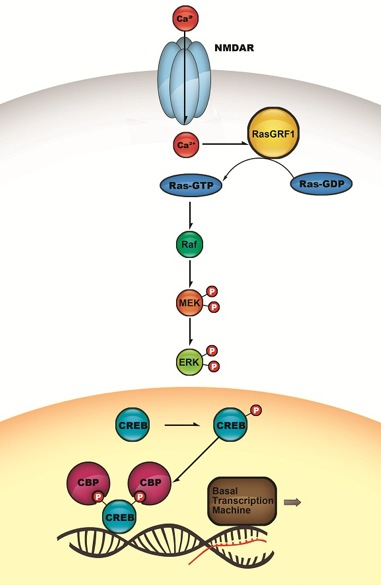 Ca²⁺
NMDAR
Ca²⁺
RasGRF1
Ras-GTP
Ras-GDP
Raf
MEK
P
P
ERK
P
P
CREB
CREB
P
CBP
CBP
P
P
CREB
Basal
Transcription
Machine